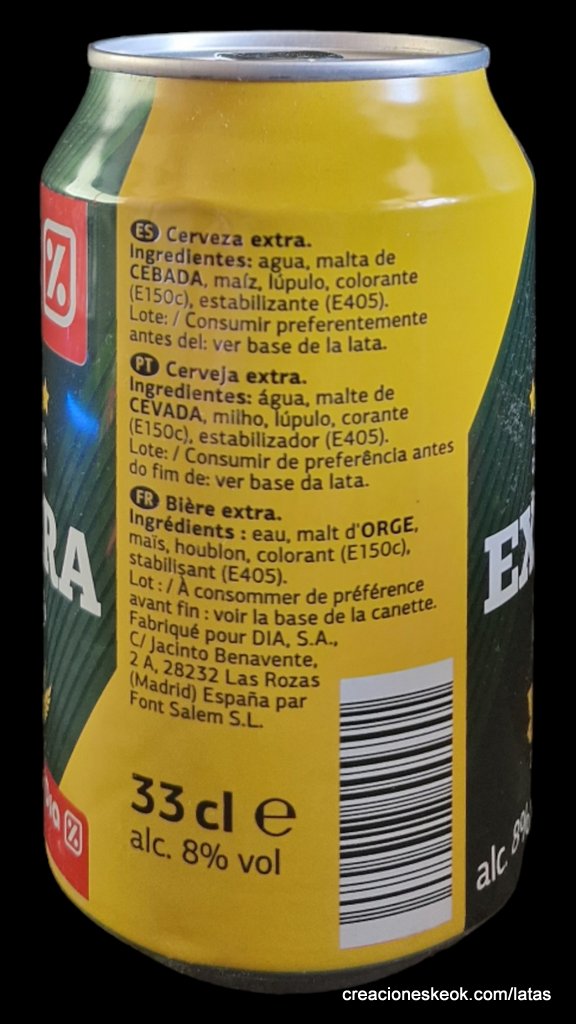 ES Cerveza extra.
Ingredientes: agua, malta de
CEBADA, maíz, lúpulo, colorante
(E150c), estabilizante (E405).
Lote: / Consumir preferentemente
antes del: ver base de la lata.
PT Cerveja extra.
Ingredientes: água, malte de
CEVADA, milho, lúpulo, corante
(E150c), estabilizador (E405).
Lote: / Consumir de preferência antes
do fim de: ver base da lata.
FR Bière extra.
Ingrédients : eau, malt d'ORGE,
maïs, houblon, colorant (E150c),
stabilisant (E405).
Lot : / À consommer de préférence
avant fin : voir la base de la canette.
Fabriqué pour DIA, S.A.,
C/ Jacinto Benavente,
2 A, 28232 Las Rozas
(Madrid) España par
Font Salem S.L.
33 cl e
alc. 8% vol
%
RA
EX
alc. 8%
%
creacioneskeok.com/latas